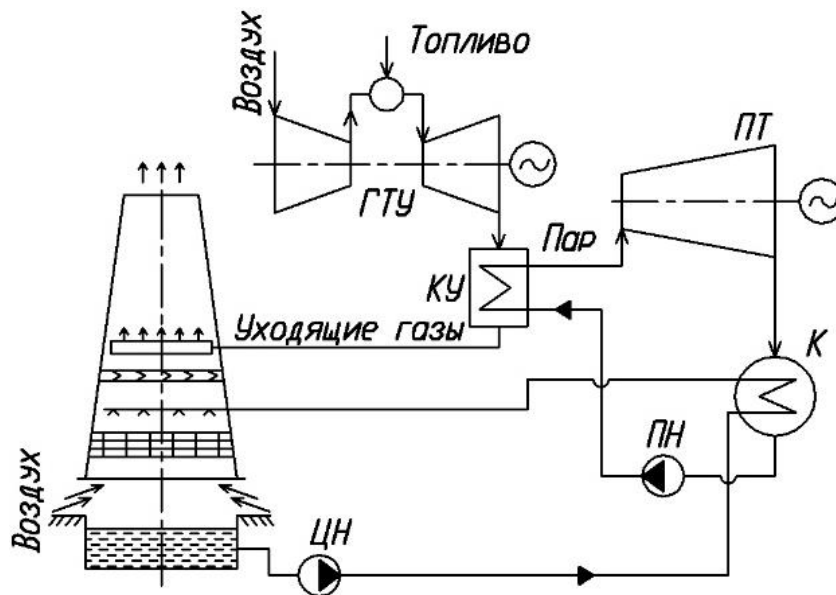 Топливо
Воздух
ПТ
ГТУ
Пар
КУ
Уходящие газы
К
ПН
Воздух
ЦН